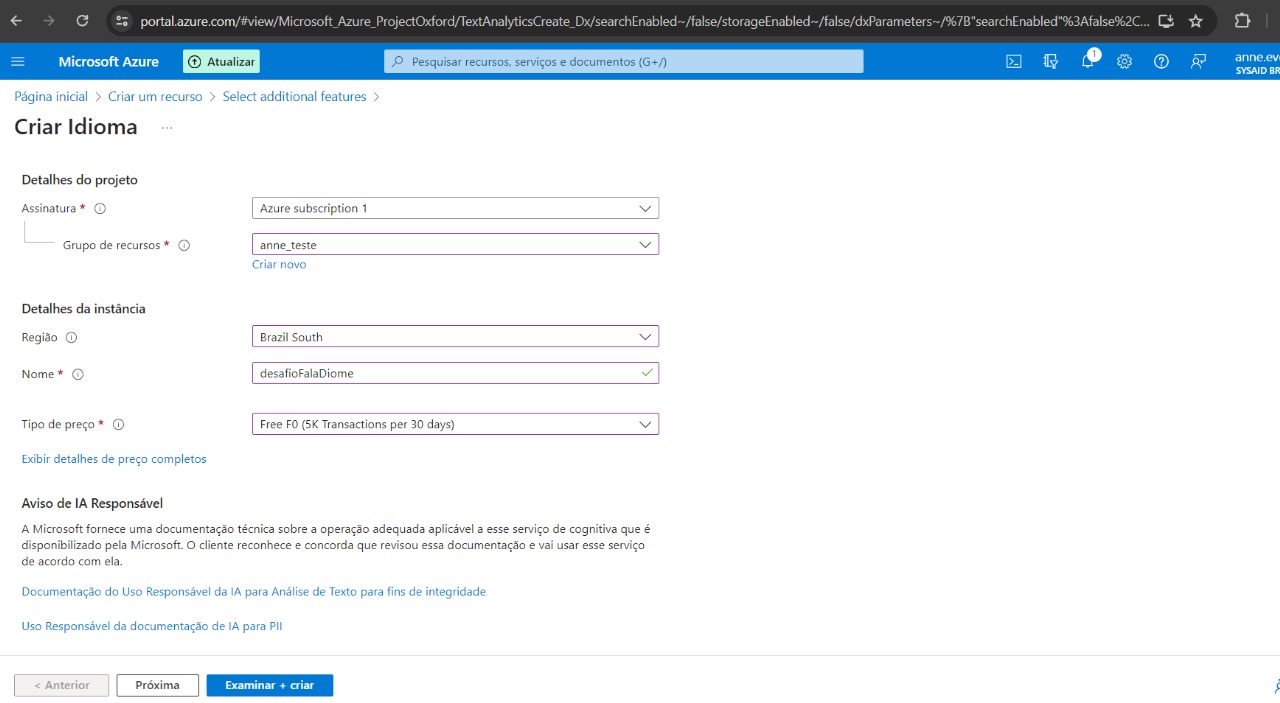 portal.azure.com/#view/Microsoft_Azure_ProjectOxford/TextAnalyticsCreate_Dx/searchEnabled~/false/storageEnabled~/false/dxParameters~/%7B"searchEnabled"%3Afalse%2C...
Microsoft Azure Atualizar Pesquisar recursos, serviços e documentos (G+/) 1 anne.eve
SYSAID BR
Página inicial > Criar um recurso > Select additional features >
Criar Idioma ...
Detalhes do projeto
Assinatura * Azure subscription 1
Grupo de recursos * anne_teste
Criar novo
Detalhes da instância
Região Brazil South
Nome * desafioFalaDiome
Tipo de preço * Free F0 (5K Transactions per 30 days)
Exibir detalhes de preço completos
Aviso de IA Responsável
A Microsoft fornece uma documentação técnica sobre a operação adequada aplicável a esse serviço de cognitiva que é
disponibilizado pela Microsoft. O cliente reconhece e concorda que revisou essa documentação e vai usar esse serviço
de acordo com ela.
Documentação do Uso Responsável da IA para Análise de Texto para fins de integridade
Uso Responsável da documentação de IA para PII
< Anterior Próxima Examinar + criar